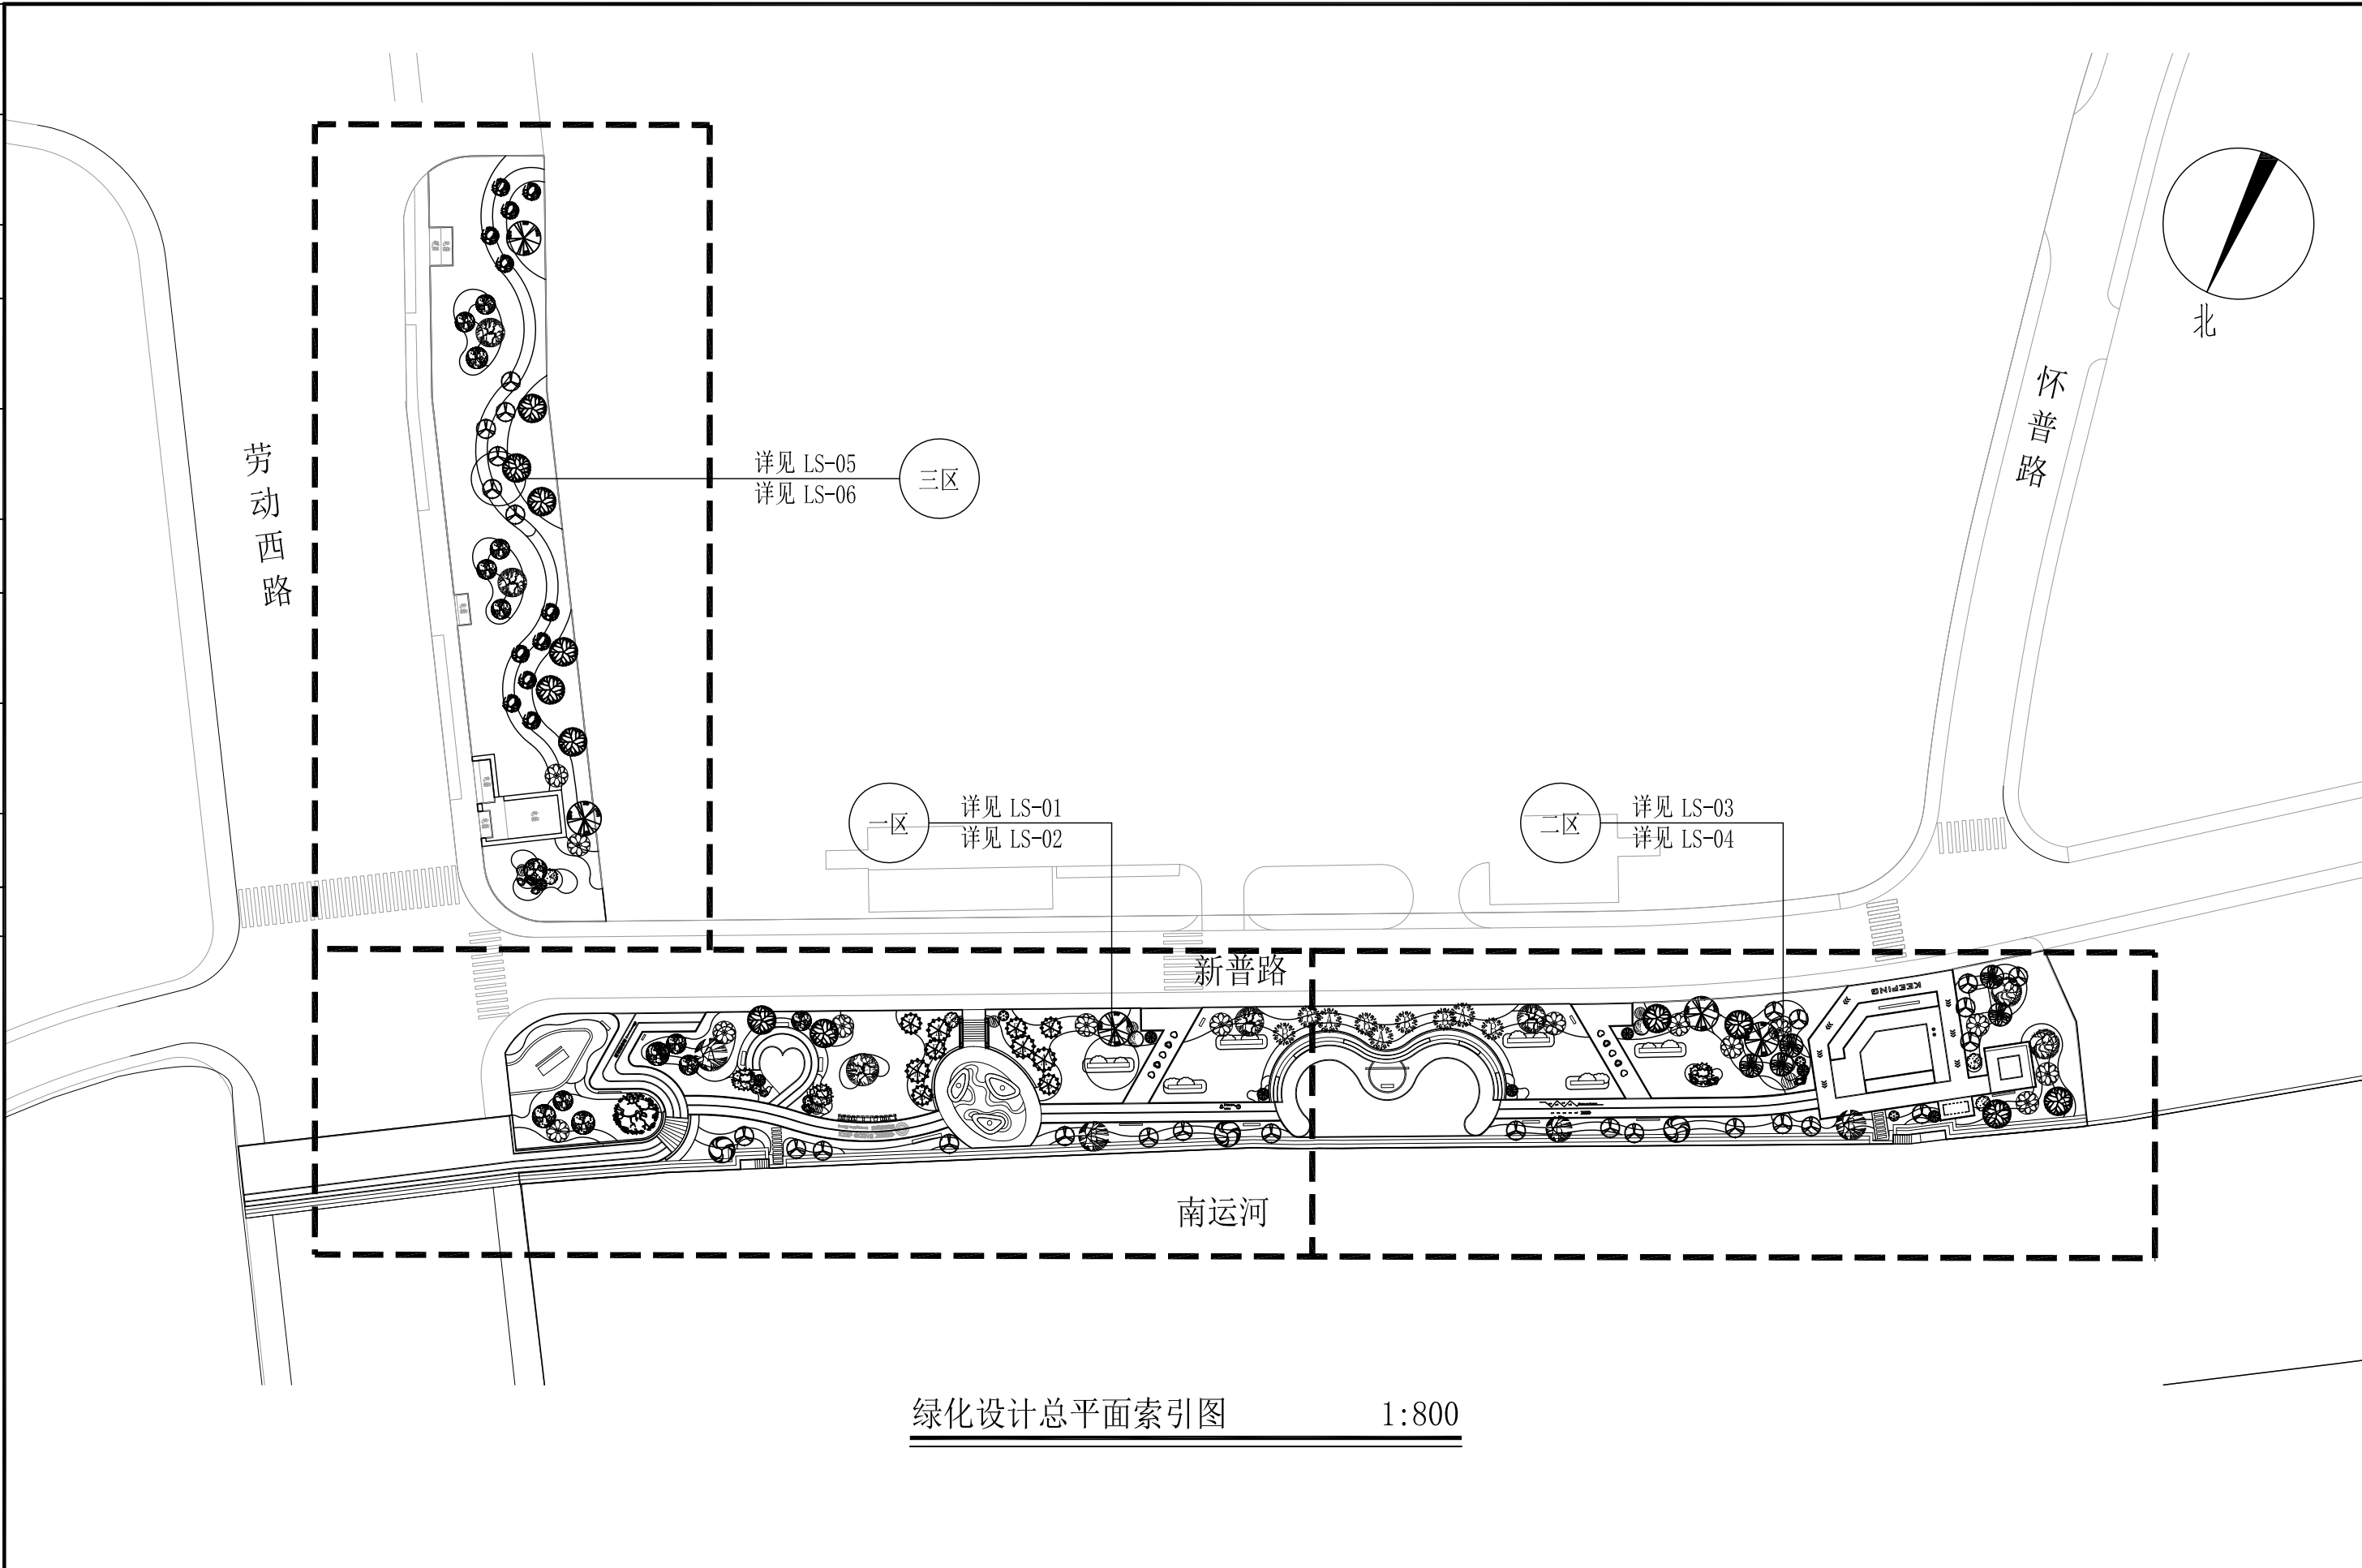 北
怀普路
劳动西路
详见 LS-05
三区
详见 LS-06
一区
详见 LS-01
详见 LS-02
二区
详见 LS-03
详见 LS-04
新普路
KEEPING
南运河
绿化设计总平面索引图 1:800